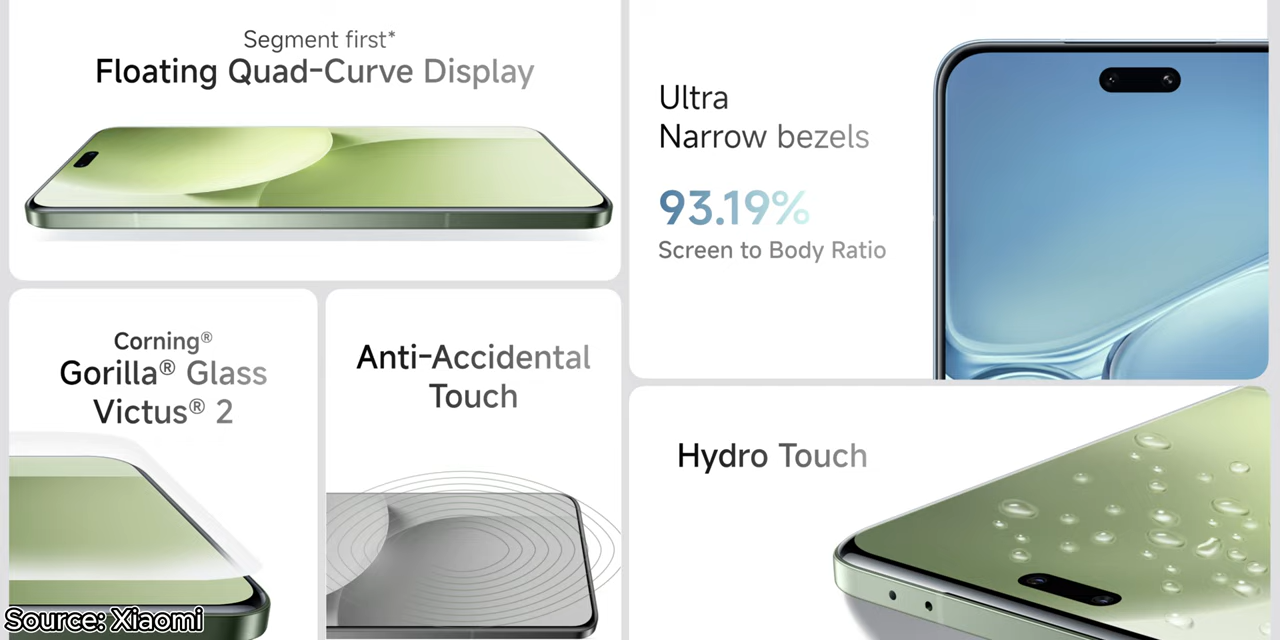 Segment first*
Floating Quad-Curve Display
Ultra
Narrow bezels
93.19%
Screen to Body Ratio
Corning®
Gorilla® Glass
Victus® 2
Anti-Accidental
Touch
Hydro Touch
Source: Xiaomi